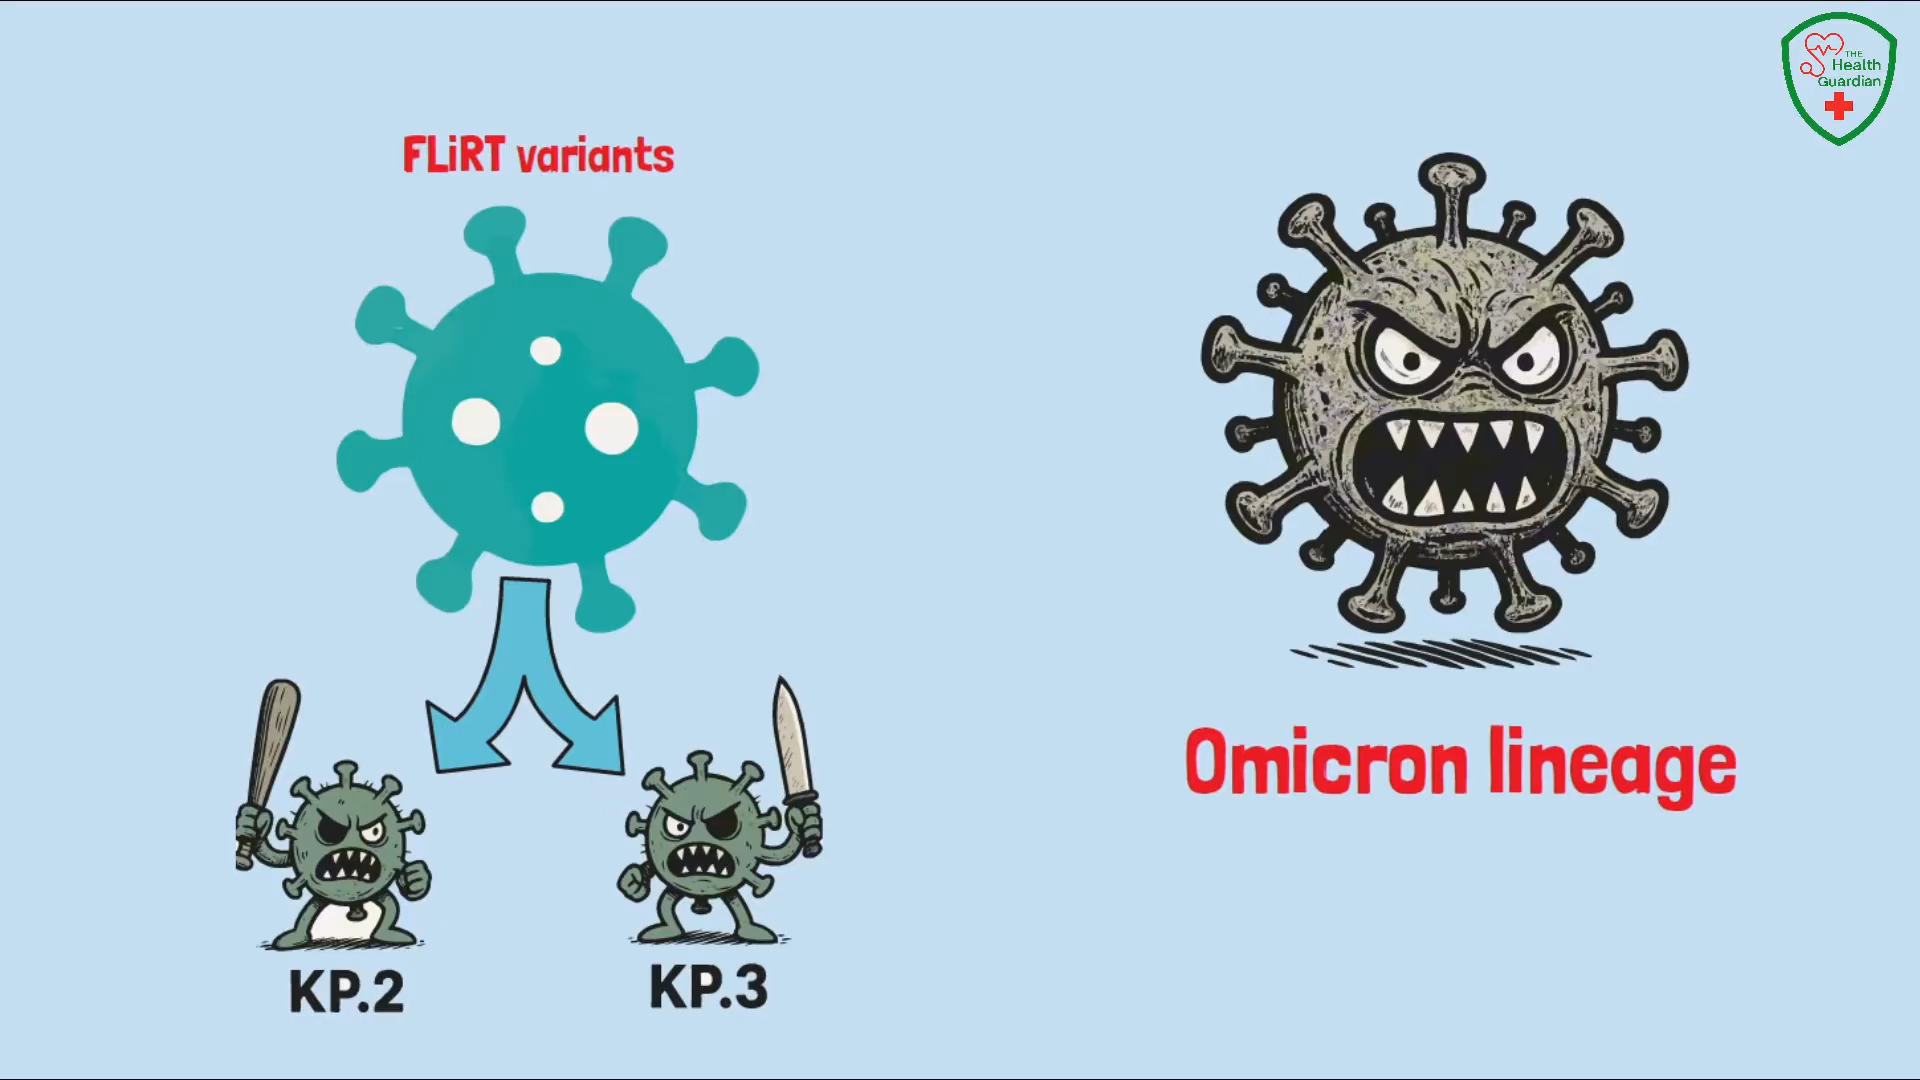 THE
Health
Guardian
FLiRT variants
Omicron lineage
KP.2
KP.3